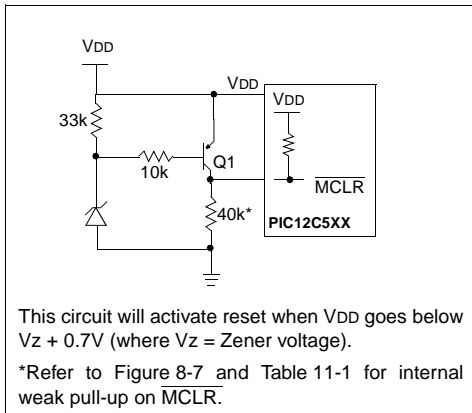 VDD
VDD
VDD
33k
Q1
10k
MCLR
40k*
PIC12C5XX
This circuit will activate reset when VDD goes below
Vz + 0.7V (where Vz = Zener voltage).
*Refer to Figure 8-7 and Table 11-1 for internal
weak pull-up on MCLR.